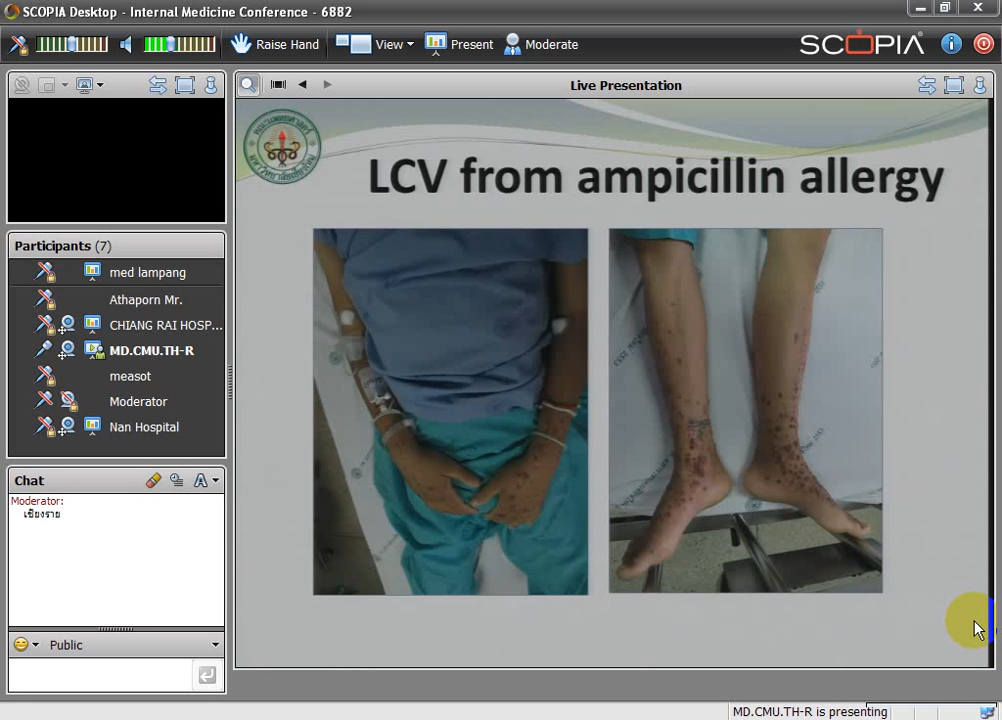 SCOPIA Desktop - Internal Medicine Conference - 6882
Raise Hand
View
Present
Moderate
SCOPIA
Live Presentation
LCV from ampicillin allergy
Participants (7)
med lampang
Athaporn Mr.
CHIANG RAI HOSP...
MD.CMU.TH-R
measot
Moderator
Nan Hospital
Chat
Moderator:
เชียงราย
Public
MD.CMU.TH-R is presenting